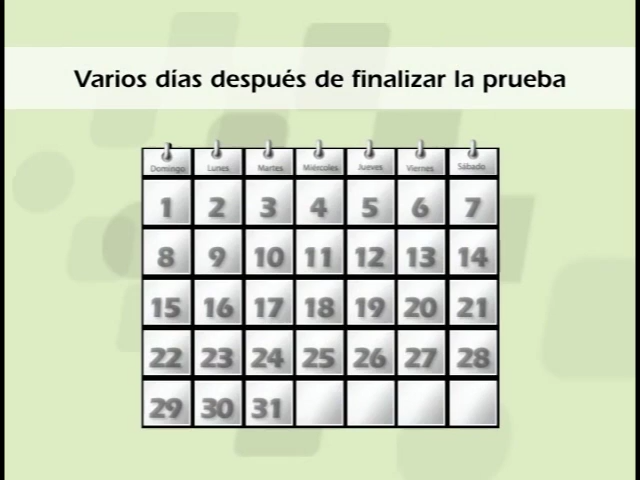 Varios días después de finalizar la prueba
Domingo Lunes Martes Miércoles Jueves Viernes Sábado
1 2 3 4 5 6 7
8 9 10 11 12 13 14
15 16 17 18 19 20 21
22 23 24 25 26 27 28
29 30 31